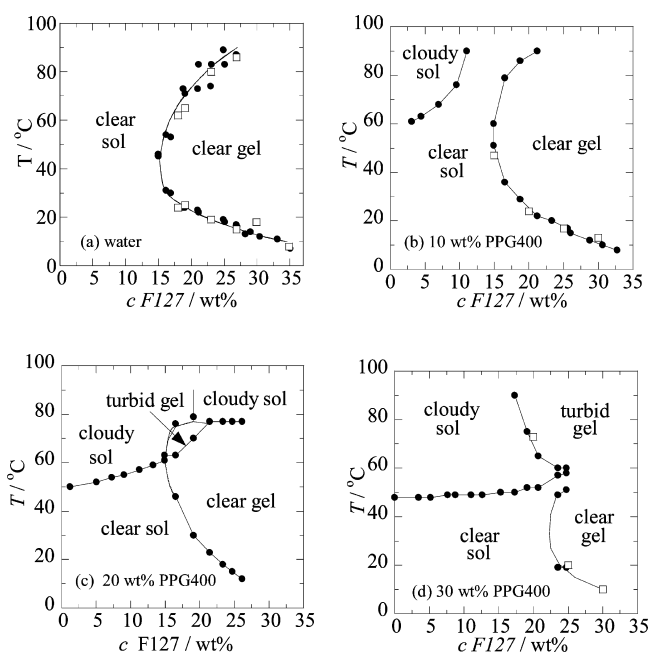 100
80
60
40
20
0
T / °C
clear
sol
clear gel
(a) water
0 5 10 15 20 25 30 35
c F127 / wt%
100
80
60
40
20
0
T / °C
cloudy
sol
clear
sol
clear gel
(b) 10 wt% PPG400
0 5 10 15 20 25 30 35
c F127 / wt%
100
80
60
40
20
0
T / °C
turbid gel
cloudy sol
cloudy
sol
clear gel
clear sol
(c) 20 wt% PPG400
0 5 10 15 20 25 30 35
c F127 / wt%
100
80
60
40
20
0
T / °C
cloudy
sol
turbid
gel
clear
sol
clear
gel
(d) 30 wt% PPG400
0 5 10 15 20 25 30 35
c F127 / wt%